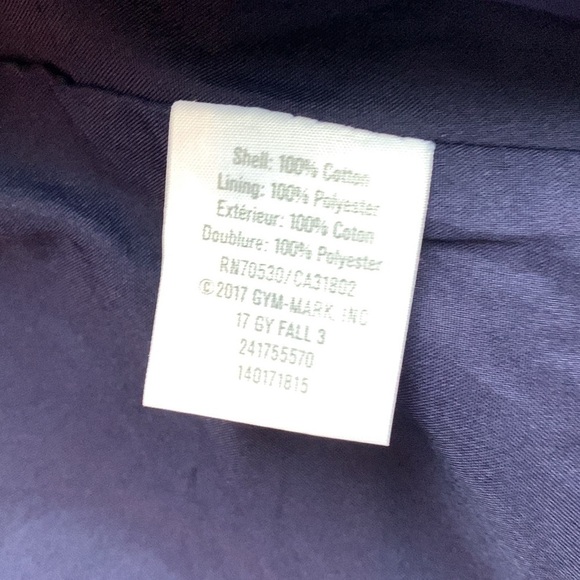 Shell: 100% Cotton
Lining: 100% Polyester
Extérieur: 100% Coton
Doublure: 100% Polyester
RN70530/CA31802
©2017 GYM-MARK, INC
17 GY FALL 3
241755570
140171815